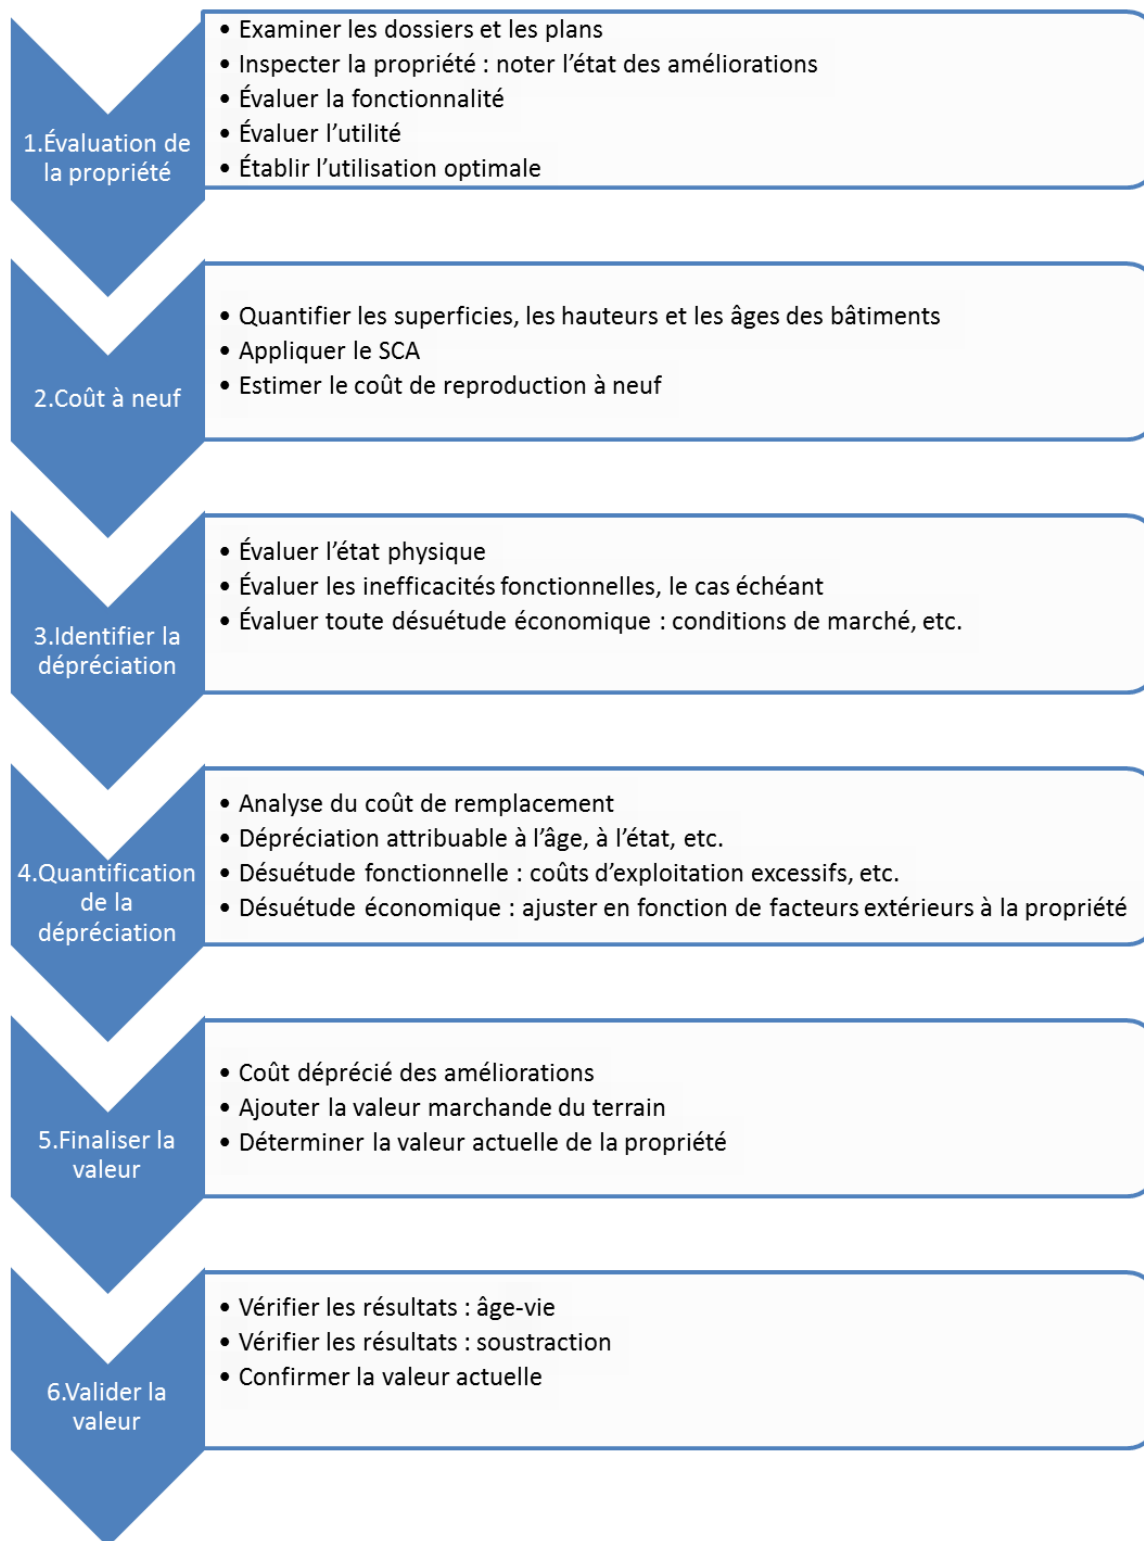 1.Évaluation de
la propriété
• Examiner les dossiers et les plans
• Inspecter la propriété : noter l’état des améliorations
• Évaluer la fonctionnalité
• Évaluer l’utilité
• Établir l’utilisation optimale
2.Coût à neuf
• Quantifier les superficies, les hauteurs et les âges des bâtiments
• Appliquer le SCA
• Estimer le coût de reproduction à neuf
3.Identifier la
dépréciation
• Évaluer l’état physique
• Évaluer les inefficacités fonctionnelles, le cas échéant
• Évaluer toute désuétude économique : conditions de marché, etc.
4.Quantification
de la
dépréciation
• Analyse du coût de remplacement
• Dépréciation attribuable à l’âge, à l’état, etc.
• Désuétude fonctionnelle : coûts d’exploitation excessifs, etc.
• Désuétude économique : ajuster en fonction de facteurs extérieurs à la propriété
5.Finaliser la
valeur
• Coût déprécié des améliorations
• Ajouter la valeur marchande du terrain
• Déterminer la valeur actuelle de la propriété
6.Valider la
valeur
• Vérifier les résultats : âge-vie
• Vérifier les résultats : soustraction
• Confirmer la valeur actuelle